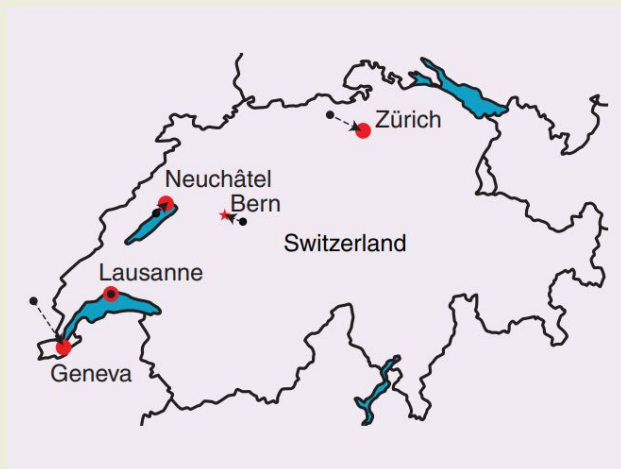 Zürich
Neuchâtel
Bern
Switzerland
Lausanne
Geneva